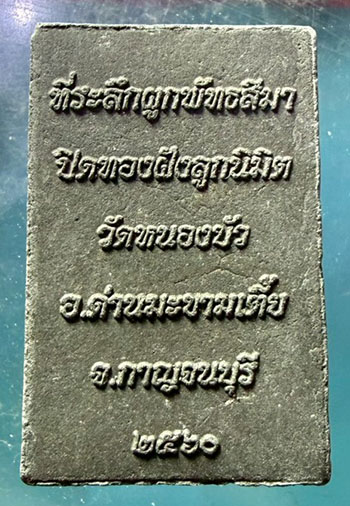 ที่ระลึกผูกพัทธสีมา
ปิดทองฝังลูกนิมิต
วัดหนองบัว
อ.ด่านมะขามเตี้ย
จ.กาญจนบุรี
๒๕๖๐